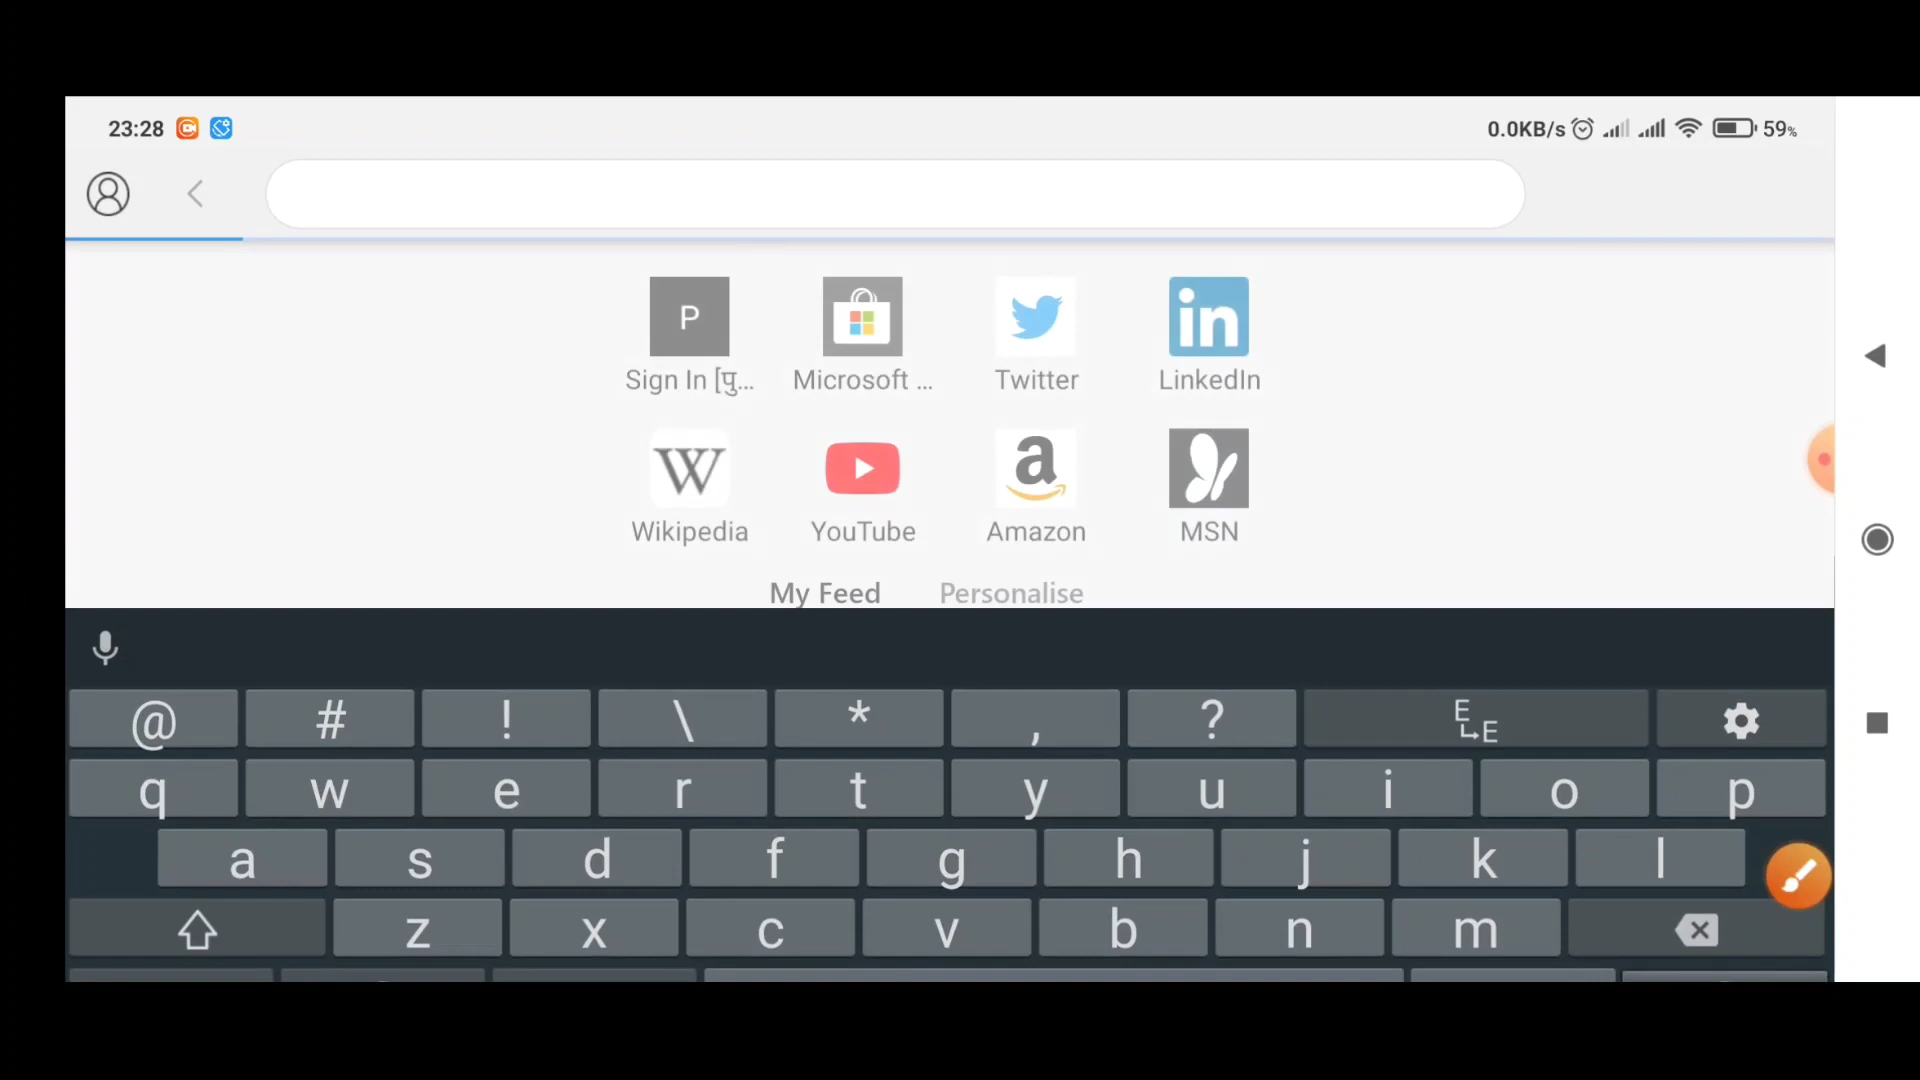 23:28 0.0KB/s 59%
P
Sign In [पु... Microsoft ... Twitter LinkedIn
in
W a
Wikipedia YouTube Amazon MSN
My Feed Personalise
@ # ! \ * , ? E E
q w e r t y u i o p
a s d f g h j k l
z x c v b n m